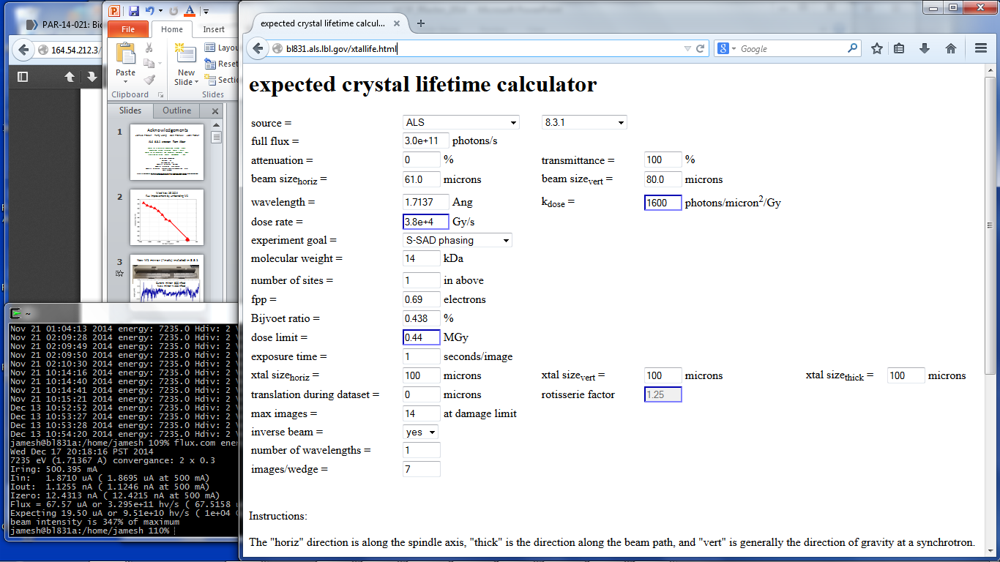 PAR-14-021: Bio
164.54.212.3/
File Home Insert
Paste
New Slide
Layou
Reset
Sectio
Clipboard Slides
Slides Outline
1
Acknowledgements
2
3
Nov 21 01:04:13 2014 energy: 7235.0 Hdiv: 2
Nov 21 02:09:28 2014 energy: 7235.0 Hdiv: 2
Nov 21 02:09:49 2014 energy: 7235.0 Hdiv: 2
Nov 21 02:09:50 2014 energy: 7235.0 Hdiv: 2
Nov 21 02:10:30 2014 energy: 7235.0 Hdiv: 2
Nov 21 10:14:16 2014 energy: 7235.0 Hdiv: 2
Nov 21 10:14:40 2014 energy: 7235.0 Hdiv: 2
Nov 21 10:14:41 2014 energy: 7235.0 Hdiv: 2
Nov 21 10:15:21 2014 energy: 7235.0 Hdiv: 2
Dec 13 10:52:52 2014 energy: 7235.0 Hdiv: 2
Dec 13 10:53:27 2014 energy: 7235.0 Hdiv: 2
Dec 13 10:53:28 2014 energy: 7235.0 Hdiv: 2
Dec 13 10:54:20 2014 energy: 7235.0 Hdiv: 2
jamesh@bl831a:/home/jamesh 109% flux.com ener
Wed Dec 17 20:18:16 PST 2014
7235 eV (1.71367 A) convergance: 2 x 0.3
Iring: 500.395 mA
Iin: 1.8710 uA ( 1.8695 uA at 500 mA)
Iout: 1.1255 nA ( 1.1246 nA at 500 mA)
Izero: 12.4313 nA ( 12.4215 nA at 500 mA)
Flux = 67.57 uA or 3.295e+11 hv/s ( 67.5158 u
Expecting 19.50 uA or 9.51e+10 hv/s ( 1e+04 G
beam intensity is 347% of maximum
jamesh@bl831a:/home/jamesh 110%
expected crystal lifetime calcul...
bl831.als.lbl.gov/xtallife.html
Google
expected crystal lifetime calculator
source = ALS 8.3.1
full flux = 3.0e+11 photons/s
attenuation = 0 % transmittance = 100 %
beam sizehoriz = 61.0 microns beam sizevert = 80.0 microns
wavelength = 1.7137 Ang kdose = 1600 photons/micron2/Gy
dose rate = 3.8e+4 Gy/s
experiment goal = S-SAD phasing
molecular weight = 14 kDa
number of sites = 1 in above
fpp = 0.69 electrons
Bijvoet ratio = 0.438 %
dose limit = 0.44 MGy
exposure time = 1 seconds/image
xtal sizehoriz = 100 microns xtal sizevert = 100 microns xtal sizethick = 100 microns
translation during dataset = 0 microns rotisserie factor 1.25
max images = 14 at damage limit
inverse beam = yes
number of wavelengths = 1
images/wedge = 7
Instructions:
The "horiz" direction is along the spindle axis, "thick" is the direction along the beam path, and "vert" is generally the direction of gravity at a synchrotron.